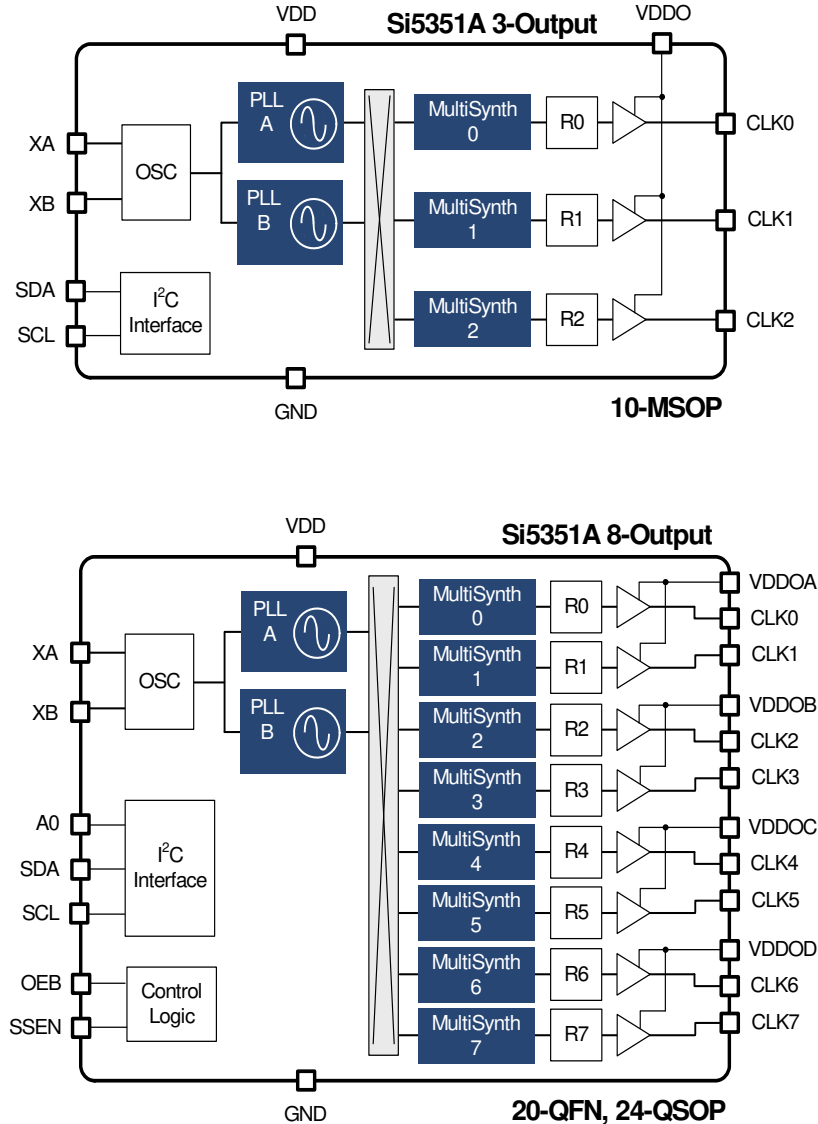 VDD
Si5351A 3-Output
VDDO
XA
XB
OSC
PLL
A
PLL
B
MultiSynth
0
R0
CLK0
MultiSynth
1
R1
CLK1
MultiSynth
2
R2
CLK2
SDA
SCL
I²C
Interface
GND
10-MSOP
VDD
Si5351A 8-Output
XA
XB
OSC
PLL
A
PLL
B
A0
SDA
SCL
I²C
Interface
OEB
SSEN
Control
Logic
MultiSynth
0
R0
MultiSynth
1
R1
MultiSynth
2
R2
MultiSynth
3
R3
MultiSynth
4
R4
MultiSynth
5
R5
MultiSynth
6
R6
MultiSynth
7
R7
VDDOA
CLK0
CLK1
VDDOB
CLK2
CLK3
VDDOC
CLK4
CLK5
VDDOD
CLK6
CLK7
GND
20-QFN, 24-QSOP